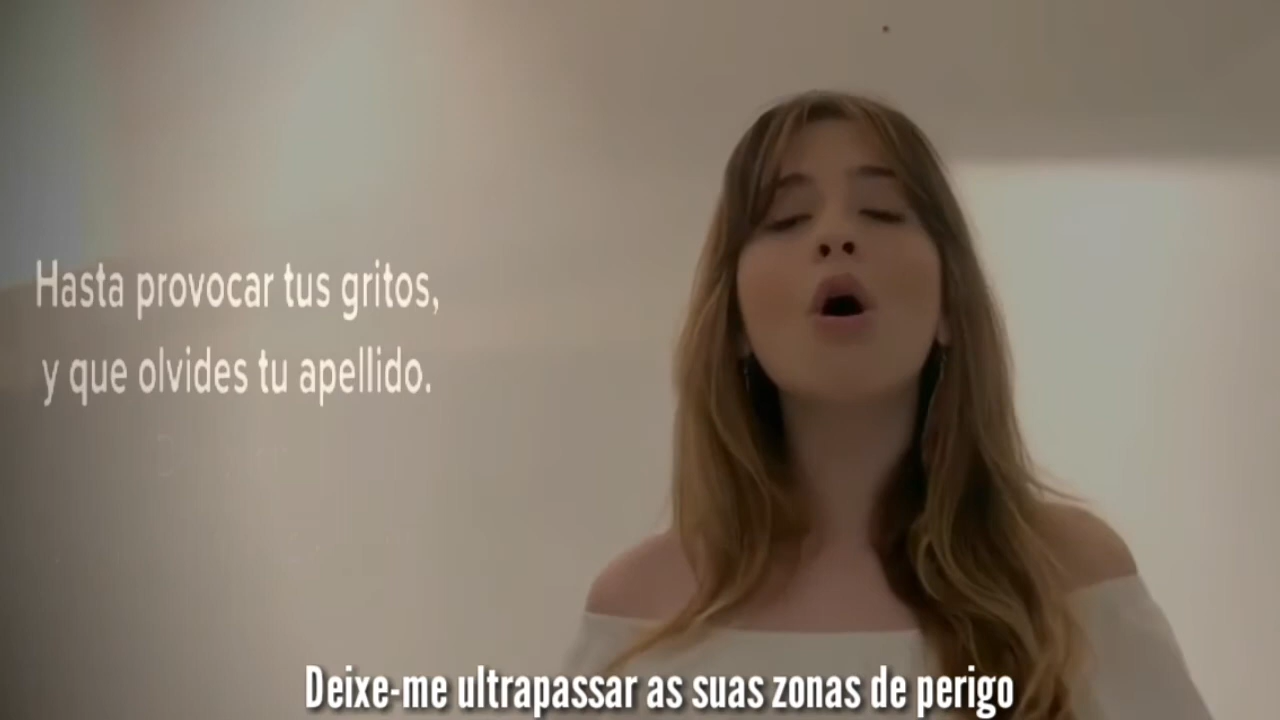 Hasta provocar tus gritos,
y que olvides tu apellido.
Deixe-me ultrapassar as suas zonas de perigo